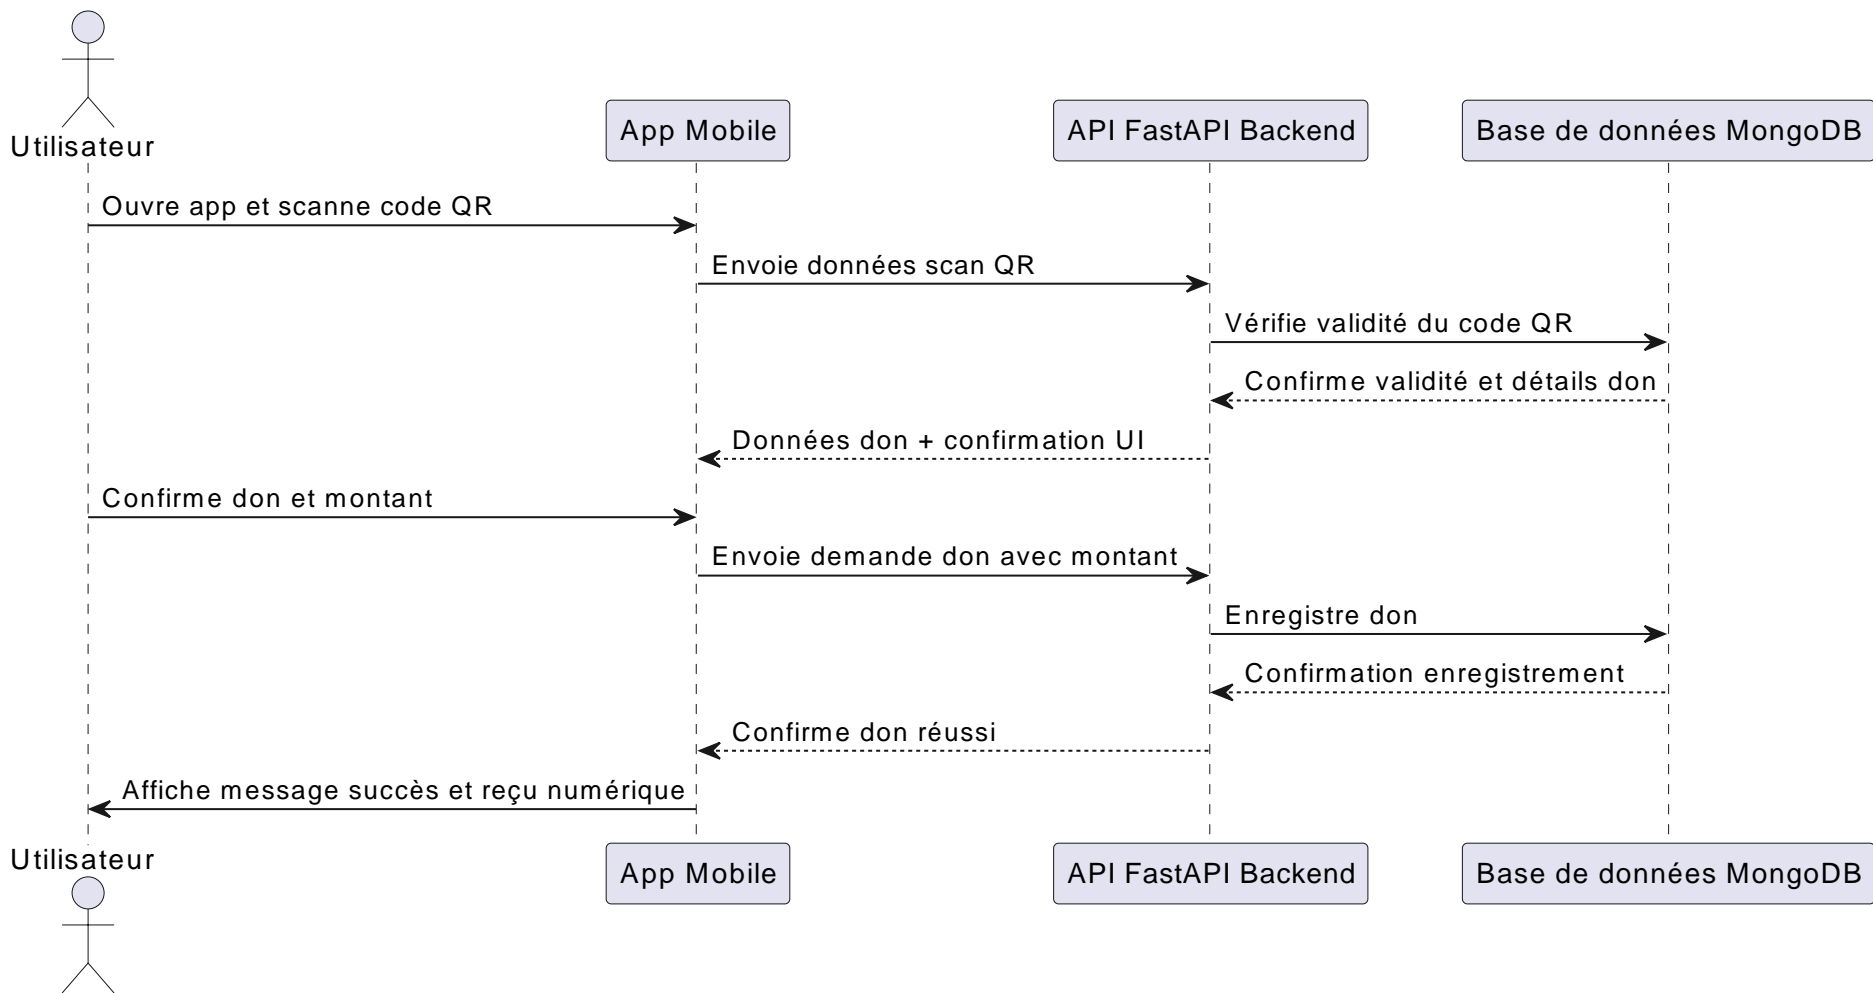 Utilisateur
App Mobile
API FastAPI Backend
Base de données MongoDB
Ouvre app et scanne code QR
Envoie données scan QR
Vérifie validité du code QR
Confirme validité et détails don
Données don + confirmation UI
Confirme don et montant
Envoie demande don avec montant
Enregistre don
Confirmation enregistrement
Confirme don réussi
Affiche message succès et reçu numérique
Utilisateur
App Mobile
API FastAPI Backend
Base de données MongoDB